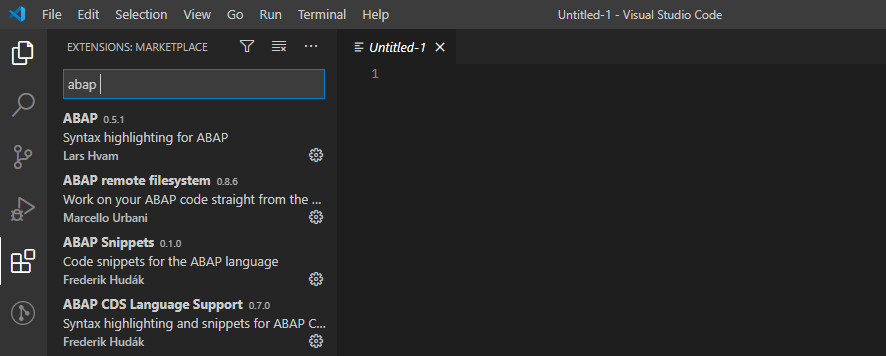 File Edit Selection View Go Run Terminal Help Untitled-1 - Visual Studio Code
EXTENSIONS: MARKETPLACE
Untitled-1
abap
1
ABAP 0.5.1
Syntax highlighting for ABAP
Lars Hvam
ABAP remote filesystem 0.8.6
Work on your ABAP code straight from the ...
Marcello Urbani
ABAP Snippets 0.1.0
Code snippets for the ABAP language
Frederik Hudák
ABAP CDS Language Support 0.7.0
Syntax highlighting and snippets for ABAP C...
Frederik Hudák